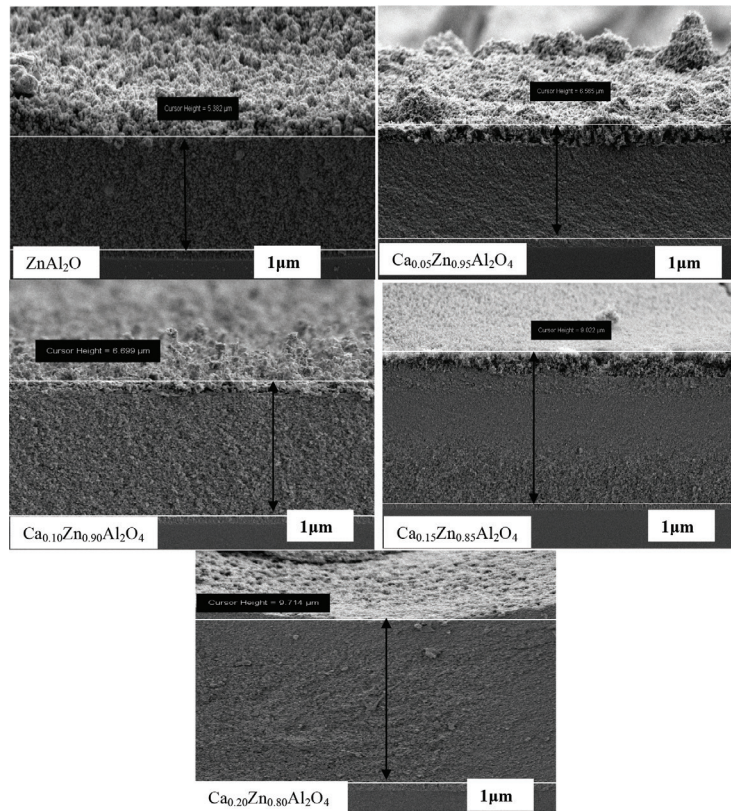 Cursor Height = 5.382 µm
ZnAl₂O
1µm
Cursor Height = 6.565 µm
Ca₀.₀₅Zn₀.₉₅Al₂O₄
1µm
Cursor Height = 6.699 µm
Ca₀.₁₀Zn₀.₉₀Al₂O₄
1µm
Cursor Height = 9.022 µm
Ca₀.₁₅Zn₀.₈₅Al₂O₄
1µm
Cursor Height = 9.714 µm
Ca₀.₂₀Zn₀.₈₀Al₂O₄
1µm